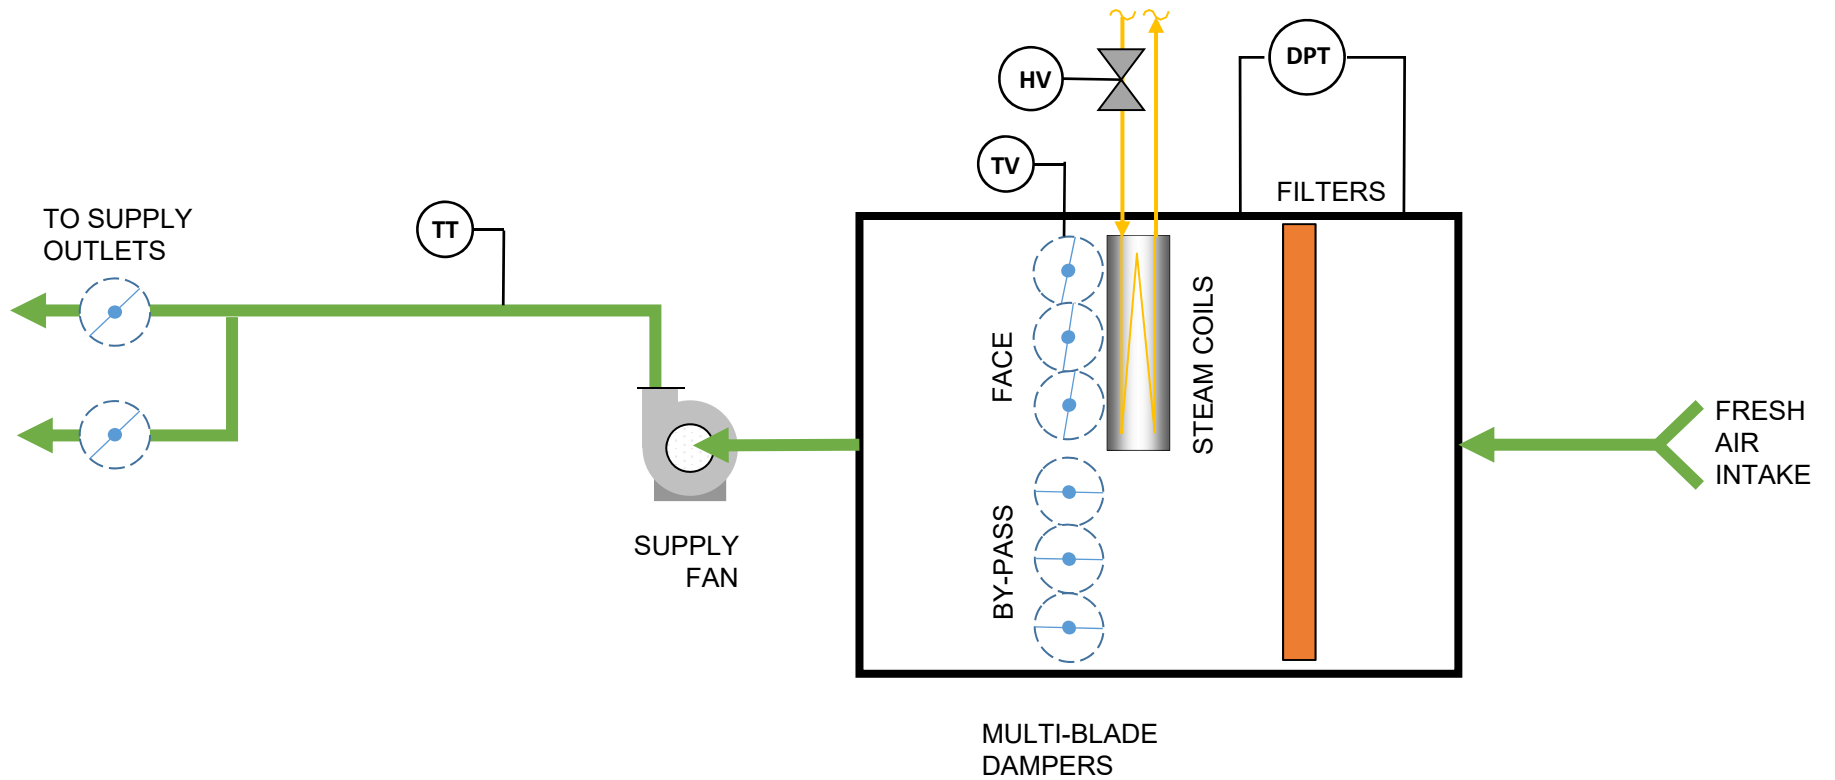 HV
DPT
TV
FILTERS
TO SUPPLY
OUTLETS
TT
STEAM COILS
FACE
FRESH
AIR
INTAKE
BY-PASS
SUPPLY
FAN
MULTI-BLADE
DAMPERS